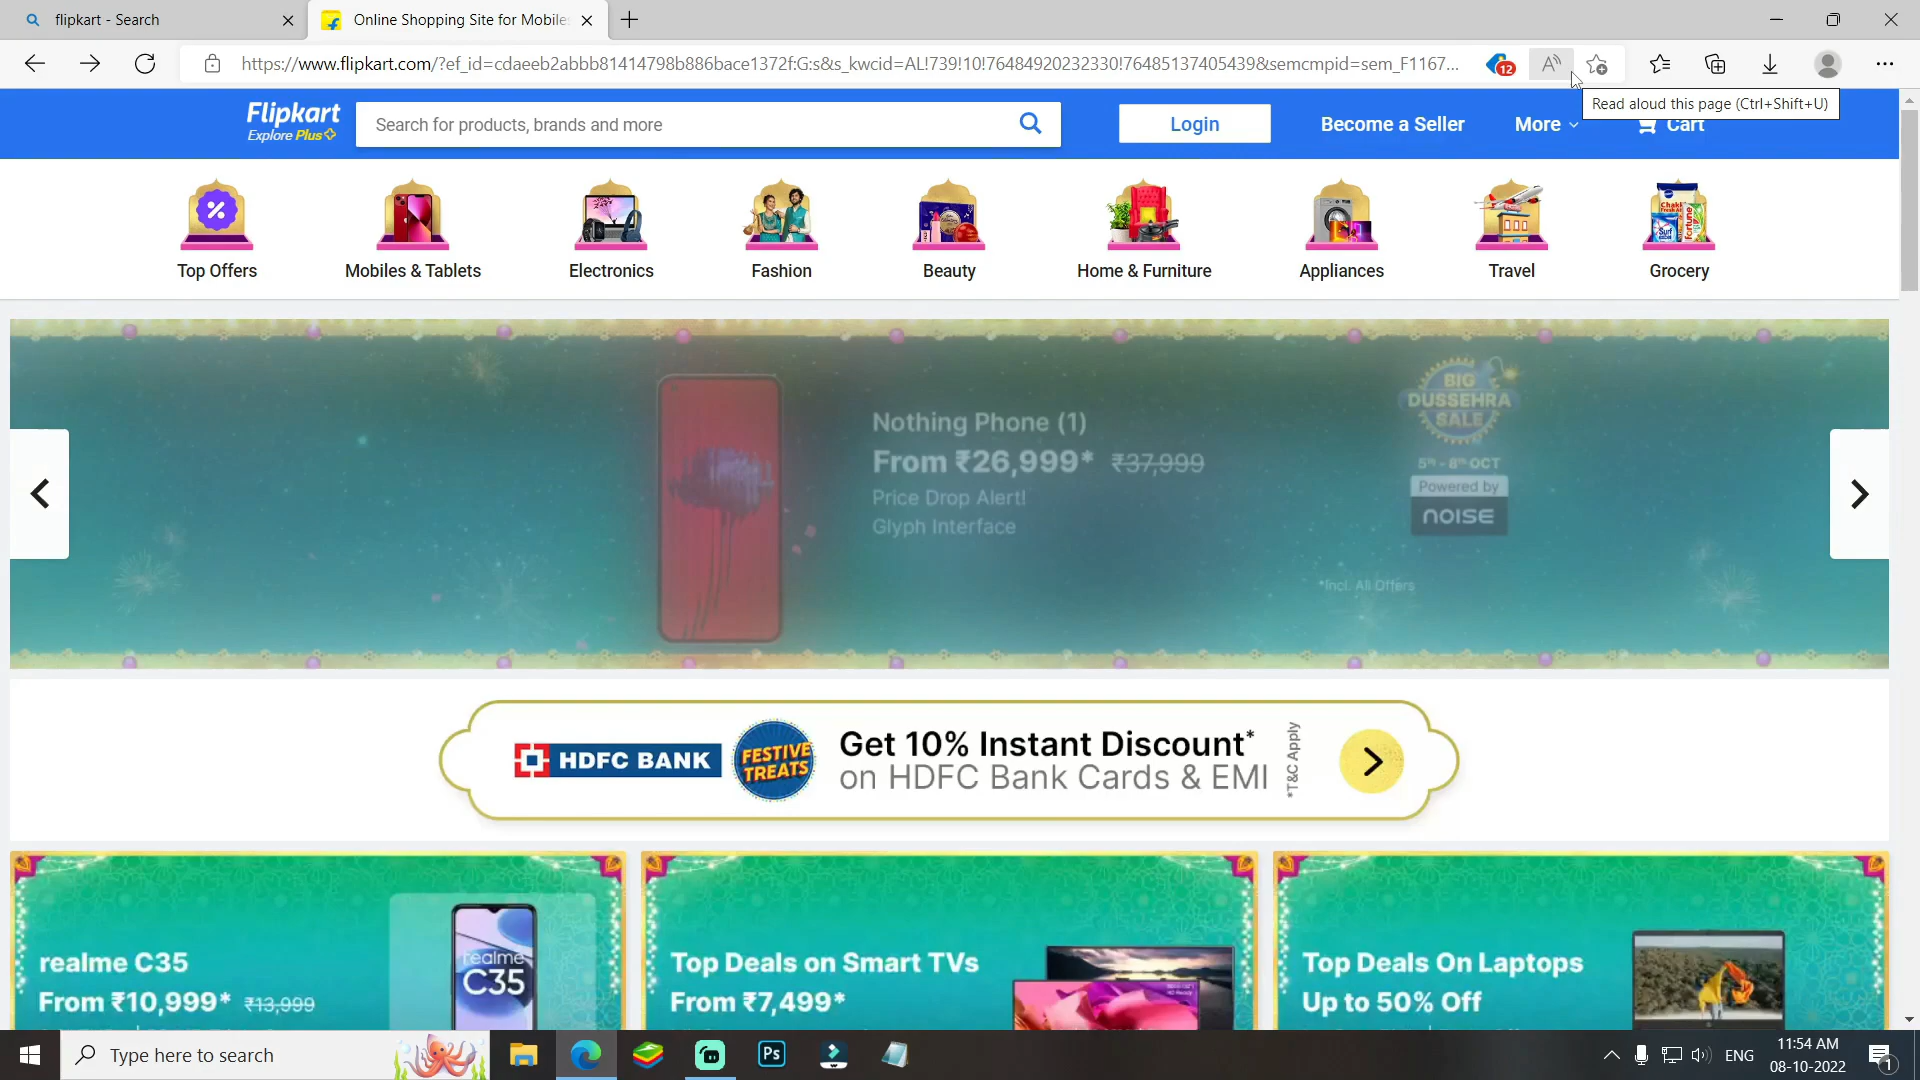 flipkart - Search
Online Shopping Site for Mobile
https://www.flipkart.com/?ef_id=cdaeeb2abbb81414798b886bace1372f:G:s&s_kwcid=AL!739!10!76484920232330!76485137405439&semcmpid=sem_F1167...
12
Read aloud this page (Ctrl+Shift+U)
Flipkart
Explore Plus
Search for products, brands and more
Login
Become a Seller
More
Cart
Top Offers
Mobiles & Tablets
Electronics
Fashion
Beauty
Home & Furniture
Appliances
Travel
Grocery
Nothing Phone (1)
From ₹26,999* ₹37,999
Price Drop Alert!
Glyph Interface
BIG
DUSSEHRA
SALE
5TH - 8TH OCT
Powered by
NOISE
*Incl. All Offers
HDFC BANK
FESTIVE
TREATS
Get 10% Instant Discount*
on HDFC Bank Cards & EMI
*T&C Apply
realme C35
From ₹10,999* ₹13,999
realme
C35
Top Deals on Smart TVs
From ₹7,499*
Top Deals On Laptops
Up to 50% Off
Type here to search
Ps
ENG
11:54 AM
08-10-2022
1